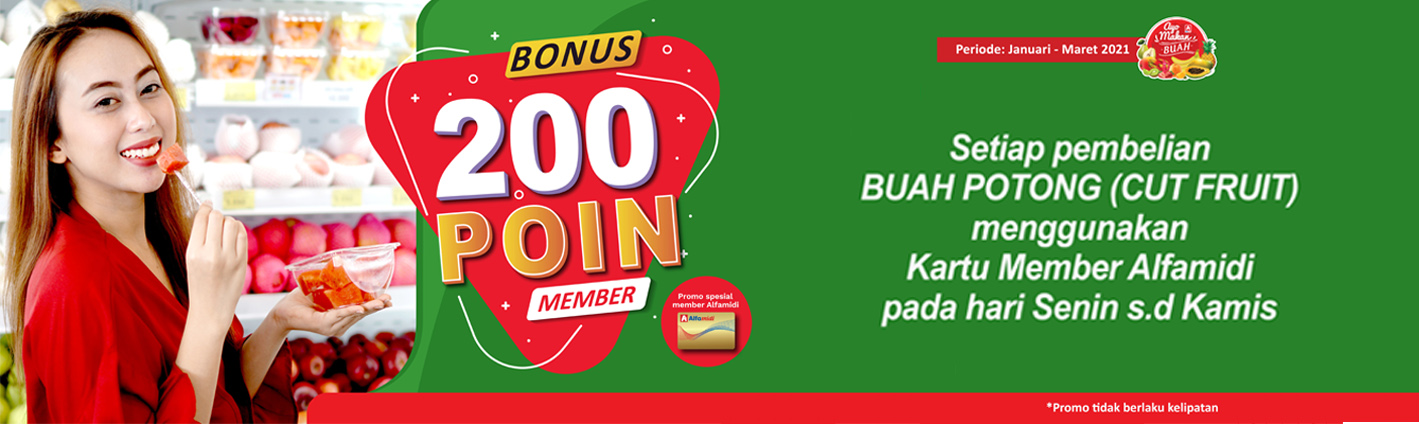 BONUS
200
POIN
MEMBER
Promo spesial
member Alfamidi
Alfamidi
Periode: Januari - Maret 2021
Ayo
Makan
BUAH
Setiap pembelian
BUAH POTONG (CUT FRUIT)
menggunakan
Kartu Member Alfamidi
pada hari Senin s.d Kamis
*Promo tidak berlaku kelipatan